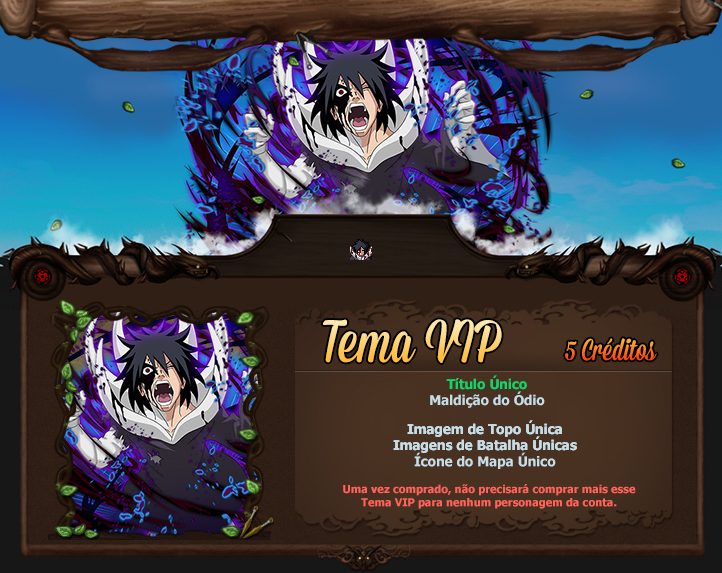 Tema VIP
5 Créditos
Título Único
Maldição do Ódio
Imagem de Topo Única
Imagens de Batalha Únicas
Ícone do Mapa Único
Uma vez comprado, não precisará comprar mais esse
Tema VIP para nenhum personagem da conta.